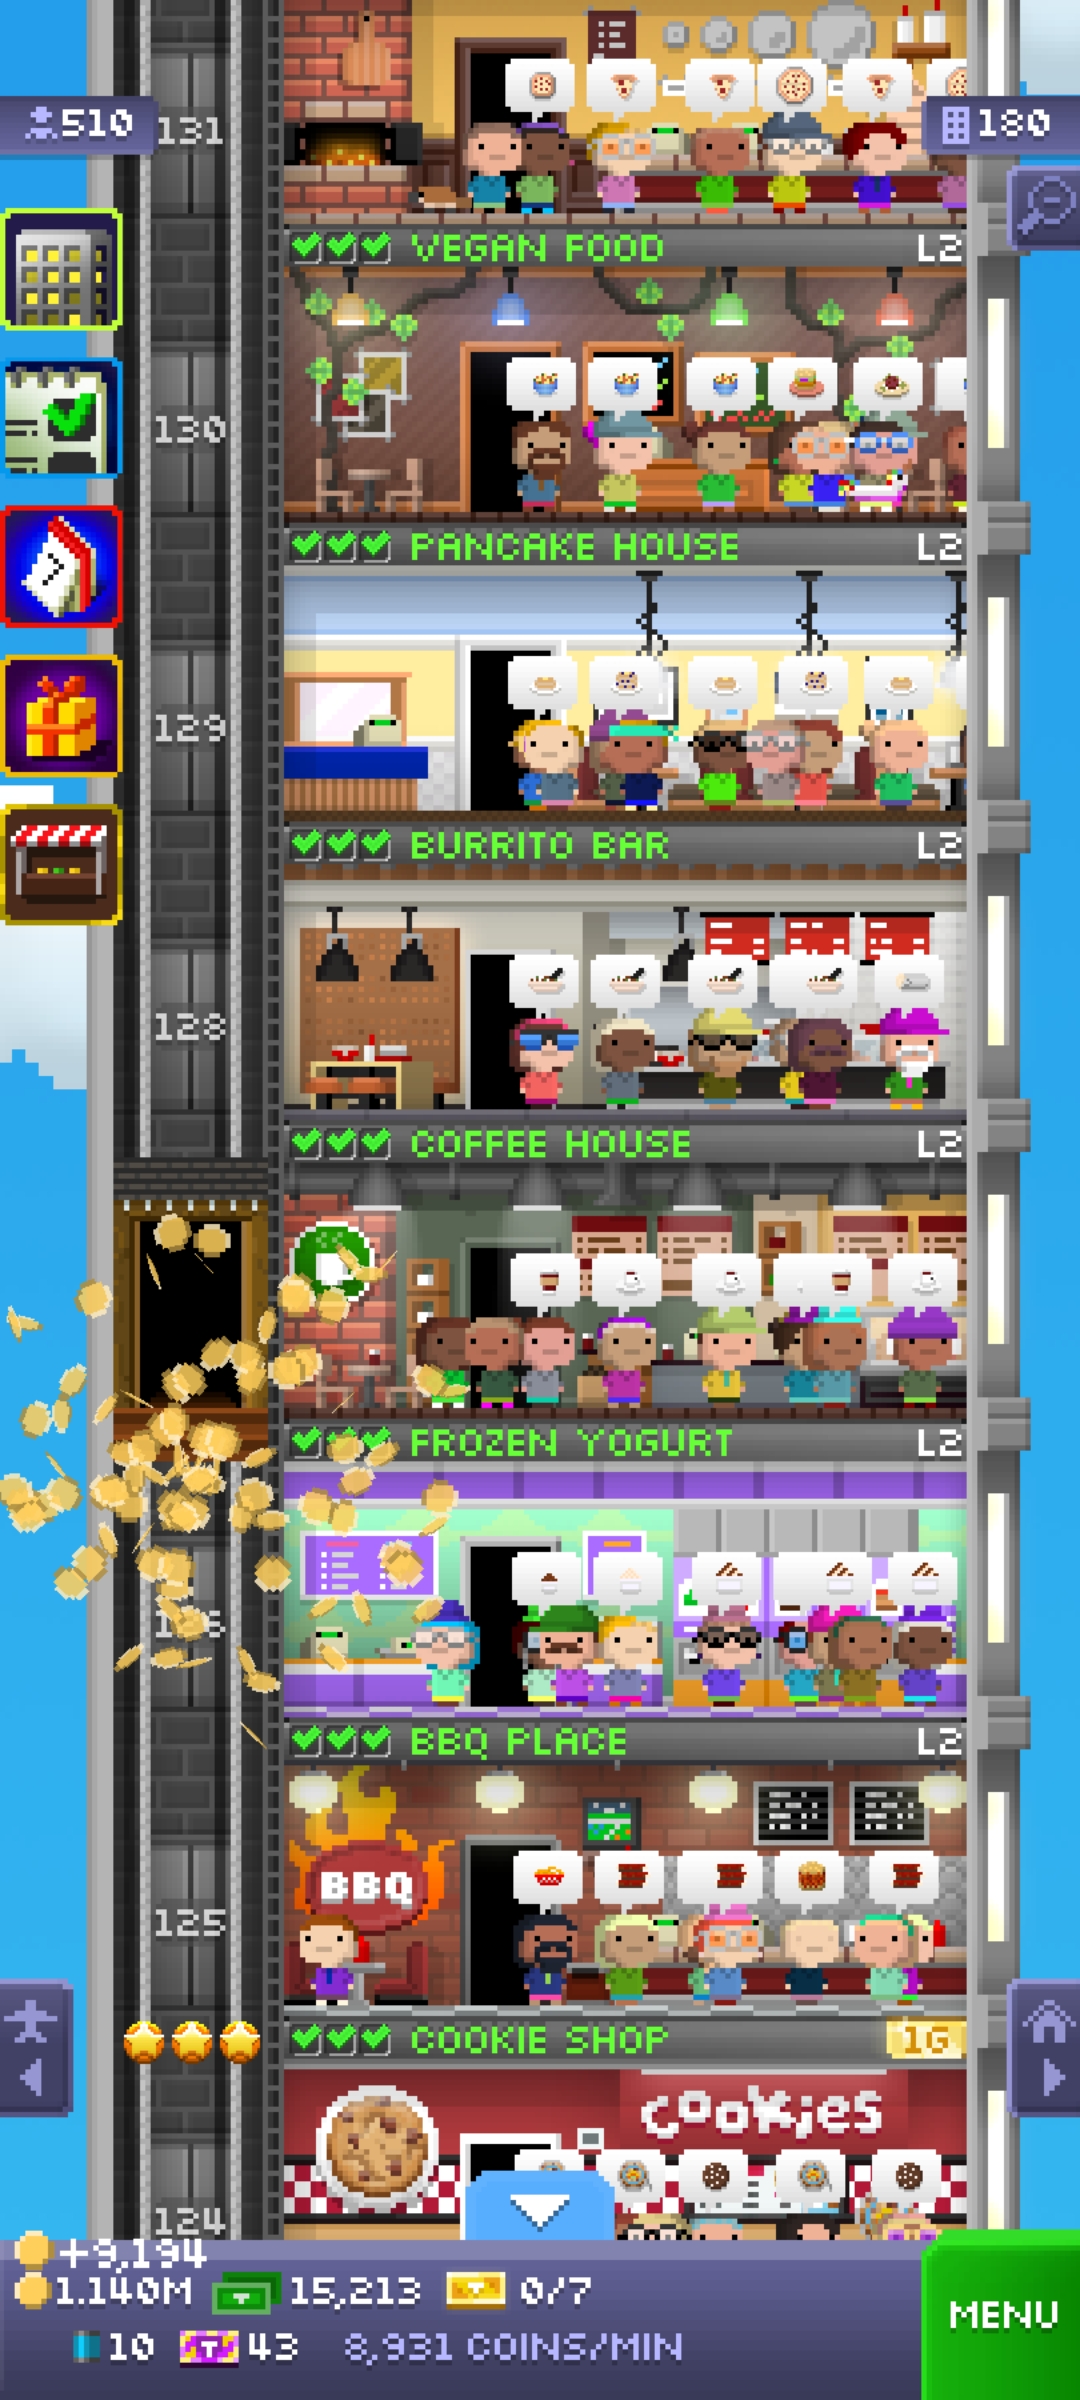 510
131
180
VEGAN FOOD L2
130
PANCAKE HOUSE L2
7
129
BURRITO BAR L2
128
COFFEE HOUSE L2
FROZEN YOGURT L2
BBQ PLACE L2
BBQ
125
COOKIE SHOP 1G
cookies
124
+9,194
1.140M 15,213 0/7
MENU
10 T 43 8,931 COINS/MIN